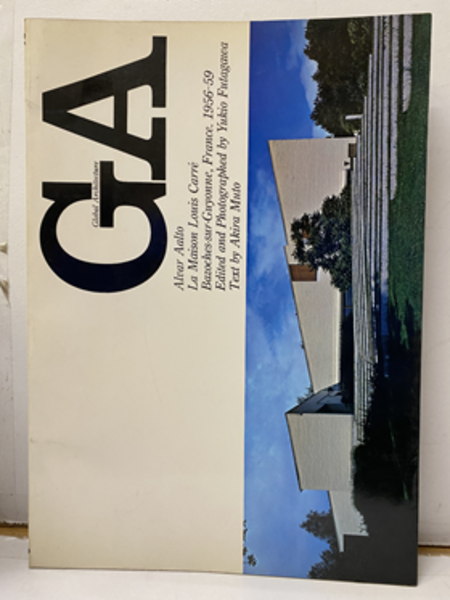 GA
Global Architecture
Alvar Aalto
La Maison Louis Carré
Bazoches-sur-Guyonne, France. 1956-59
Edited and Photographed by Yukio Futagawa
Text by Akira Muto